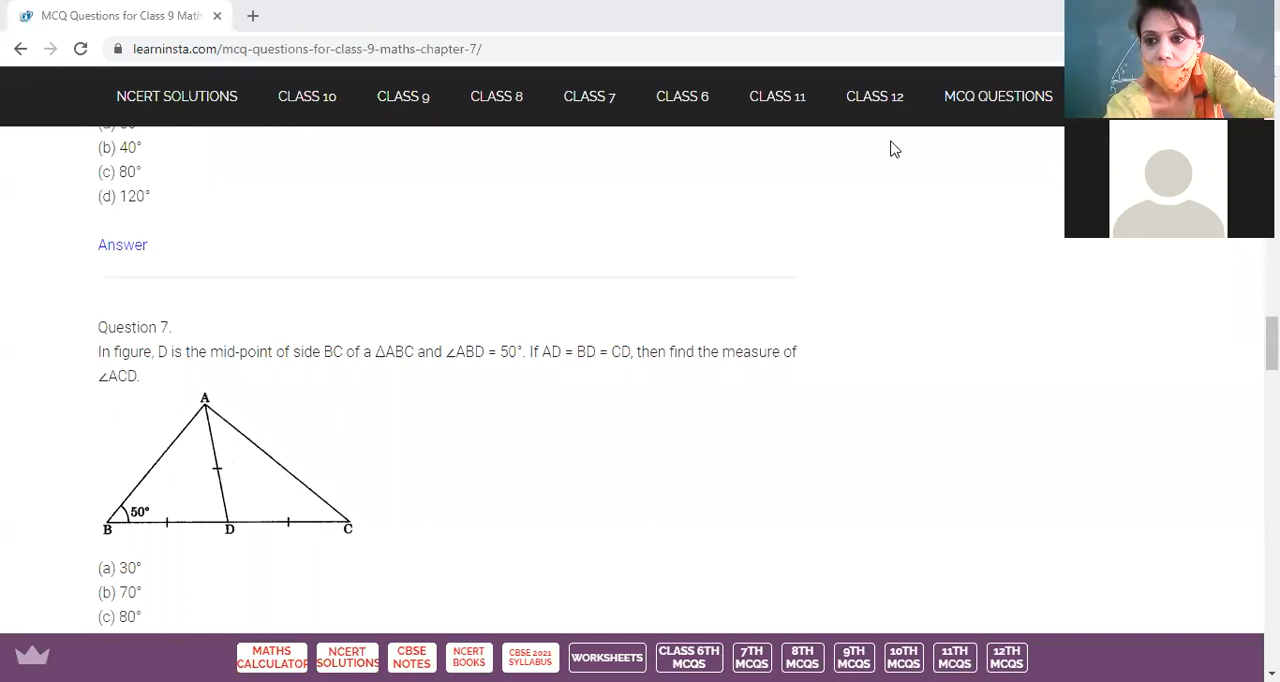 MCQ Questions for Class 9 Math
learninsta.com/mcq-questions-for-class-9-maths-chapter-7/
NCERT SOLUTIONS CLASS 10 CLASS 9 CLASS 8 CLASS 7 CLASS 6 CLASS 11 CLASS 12 MCQ QUESTIONS
(b) 40°
(c) 80°
(d) 120°
Answer
Question 7.
In figure, D is the mid-point of side BC of a ΔABC and ∠ABD = 50°. If AD = BD = CD, then find the measure of
∠ACD.
A
50°
B D C
(a) 30°
(b) 70°
(c) 80°
MATHS CALCULATOR NCERT SOLUTIONS CBSE NOTES NCERT BOOKS CBSE 2021 SYLLABUS WORKSHEETS CLASS 6TH MCQS 7TH MCQS 8TH MCQS 9TH MCQS 10TH MCQS 11TH MCQS 12TH MCQS